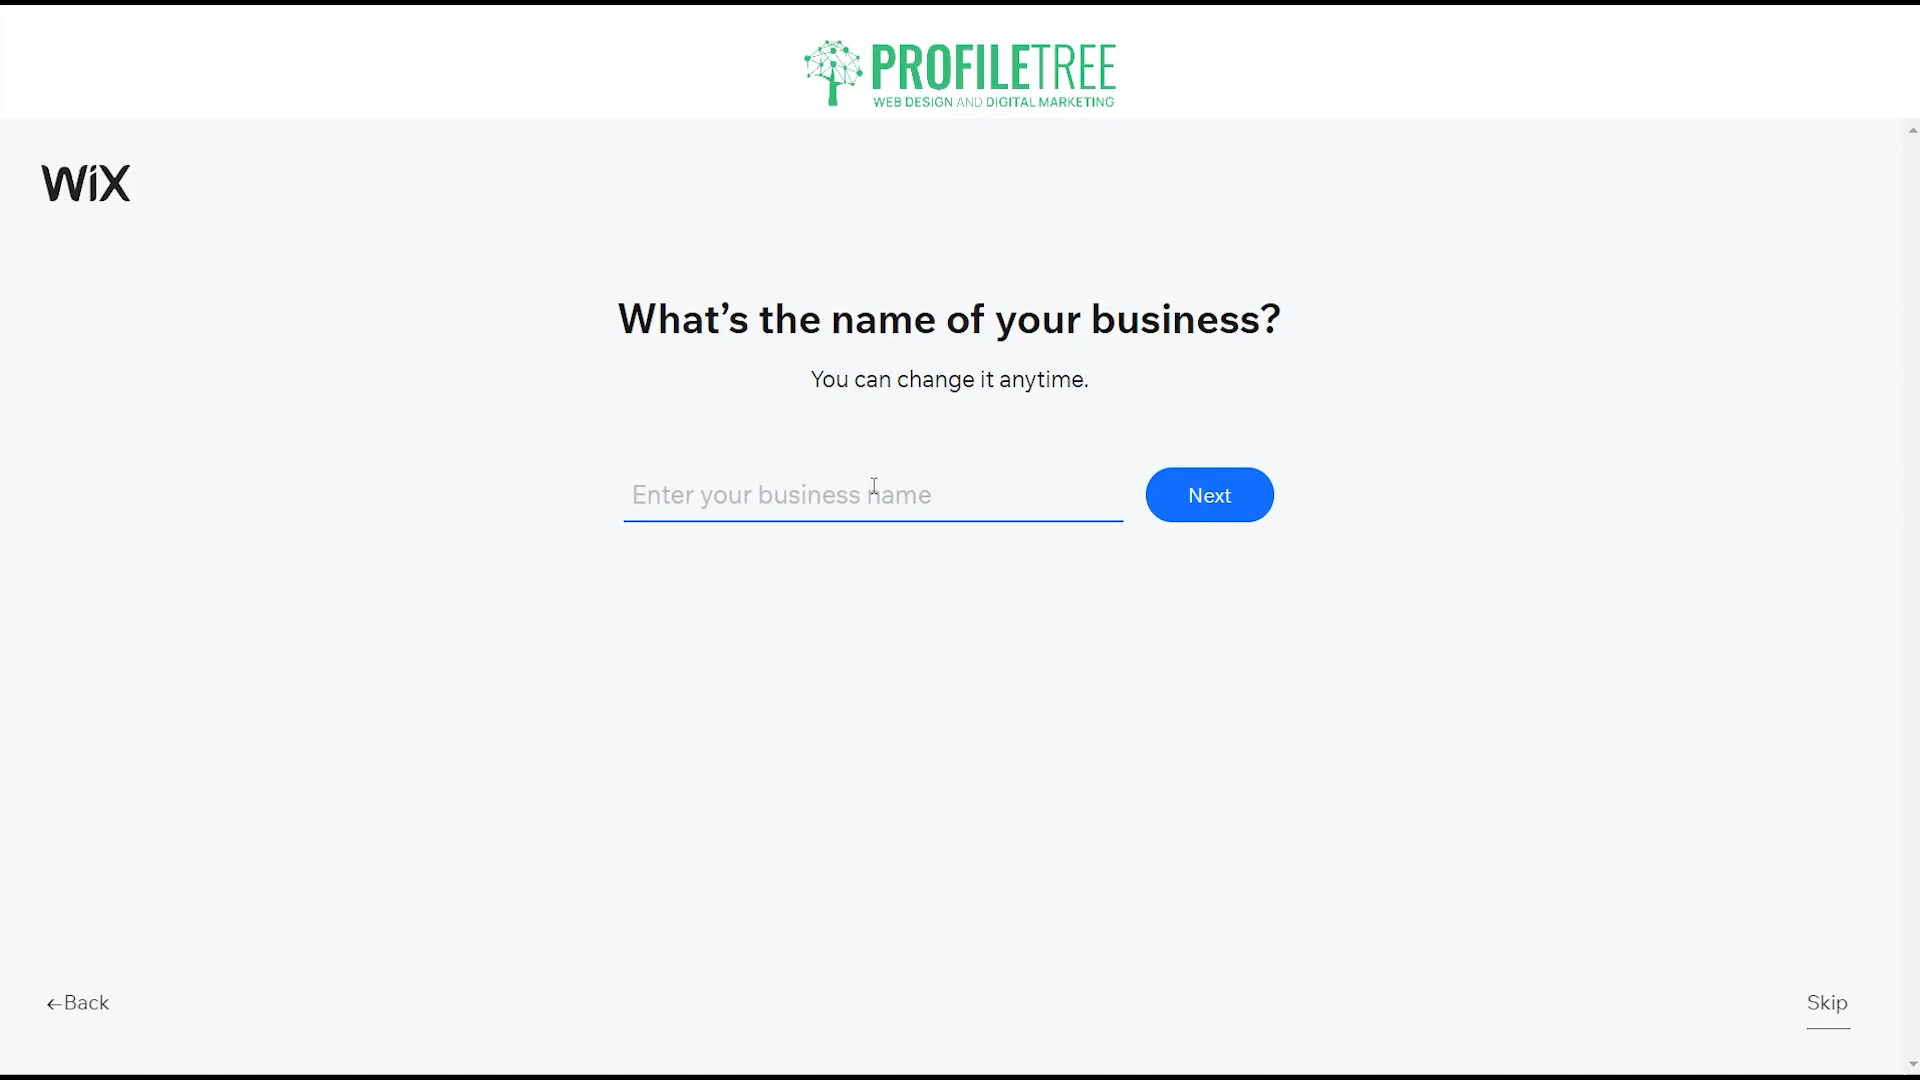 PROFILETREE
WEB DESIGN AND DIGITAL MARKETING
WiX
What's the name of your business?
You can change it anytime.
Enter your business name
Next
←Back
Skip